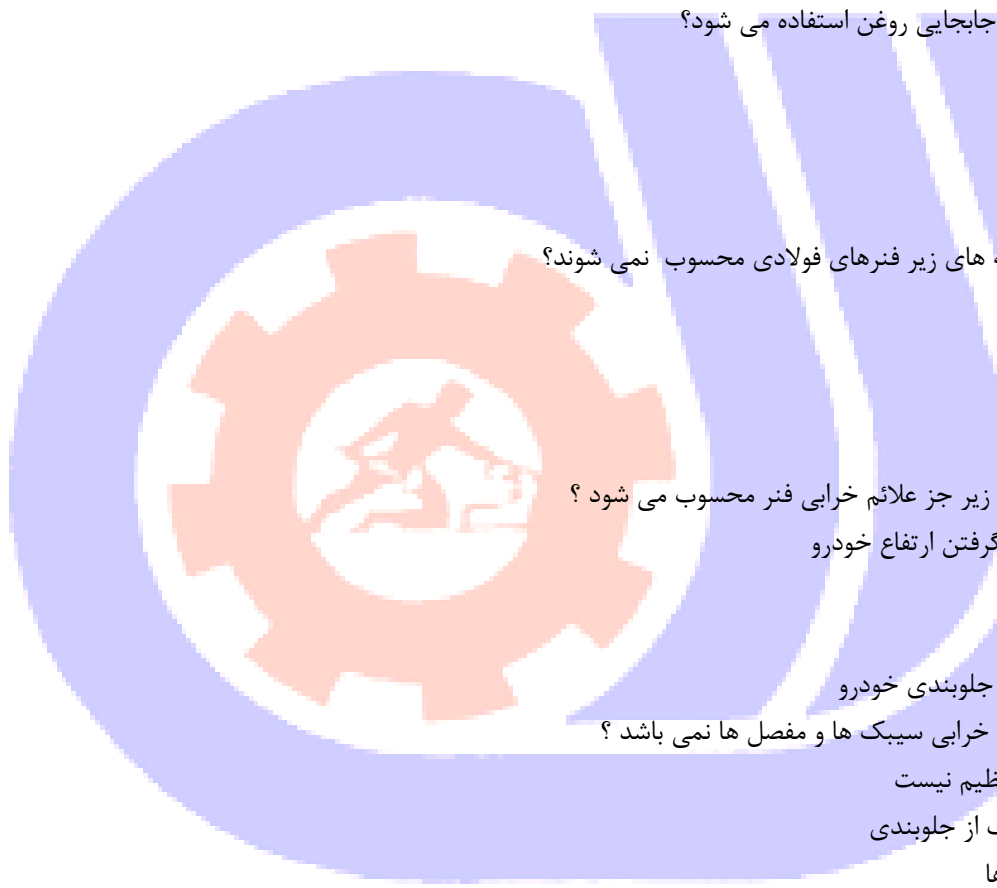 جابجایی روغن استفاده می شود؟
های زیر فنرهای فولادی محسوب نمی شوند؟
زیر جز علائم خرابی فنر محسوب می شود ؟
گرفتن ارتفاع خودرو
جلوبندی خودرو
خرابی سیبک ها و مفصل ها نمی باشد ؟
نیست
از جلوبندی